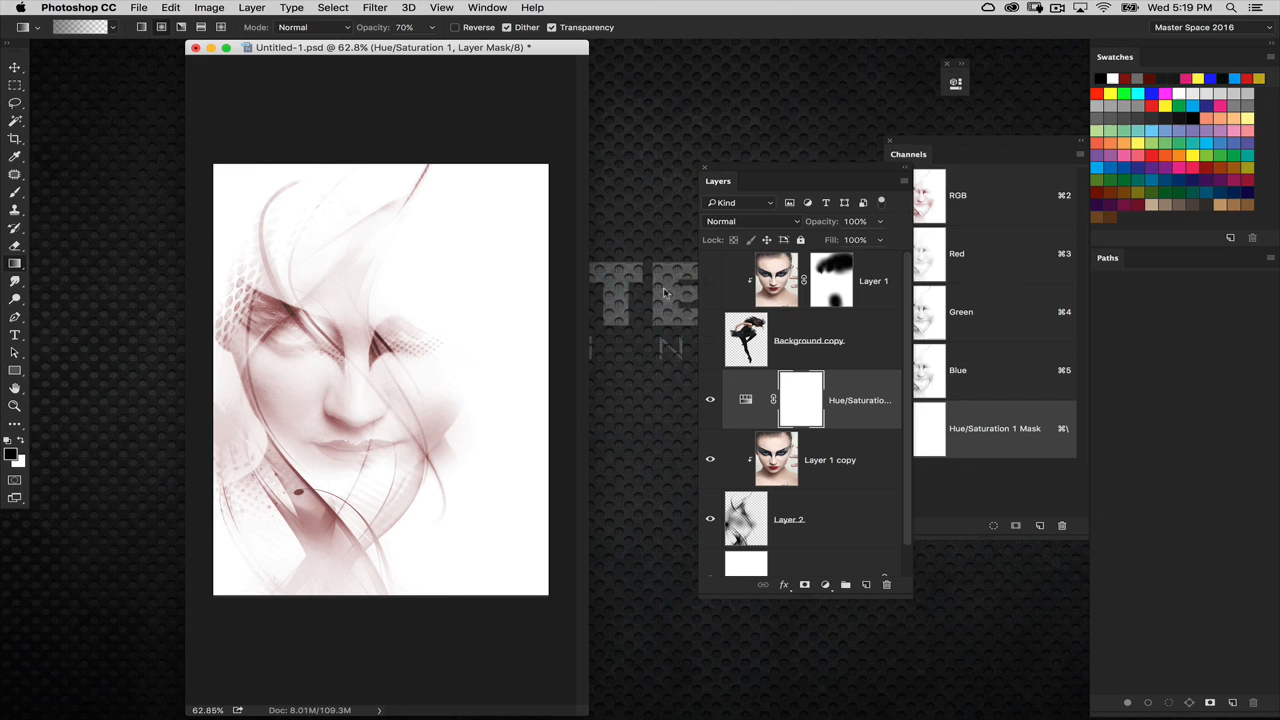 Photoshop CC File Edit Image Layer Type Select Filter 3D View Window Help
Wed 5:19 PM
Mode: Normal Opacity: 70% Reverse Dither Transparency
Master Space 2016
Untitled-1.psd @ 62.8% (Hue/Saturation 1, Layer Mask/8) *
Swatches
Channels
RGB ⌘2
Red ⌘3
Green ⌘4
Blue ⌘5
Hue/Saturation 1 Mask ⌘\
Layers
Kind
Normal Opacity: 100%
Lock: Fill: 100%
Layer 1
Background copy
Hue/Saturatio...
Layer 1 copy
Layer 2
fx
Paths
62.85% Doc: 8.01M/109.3M